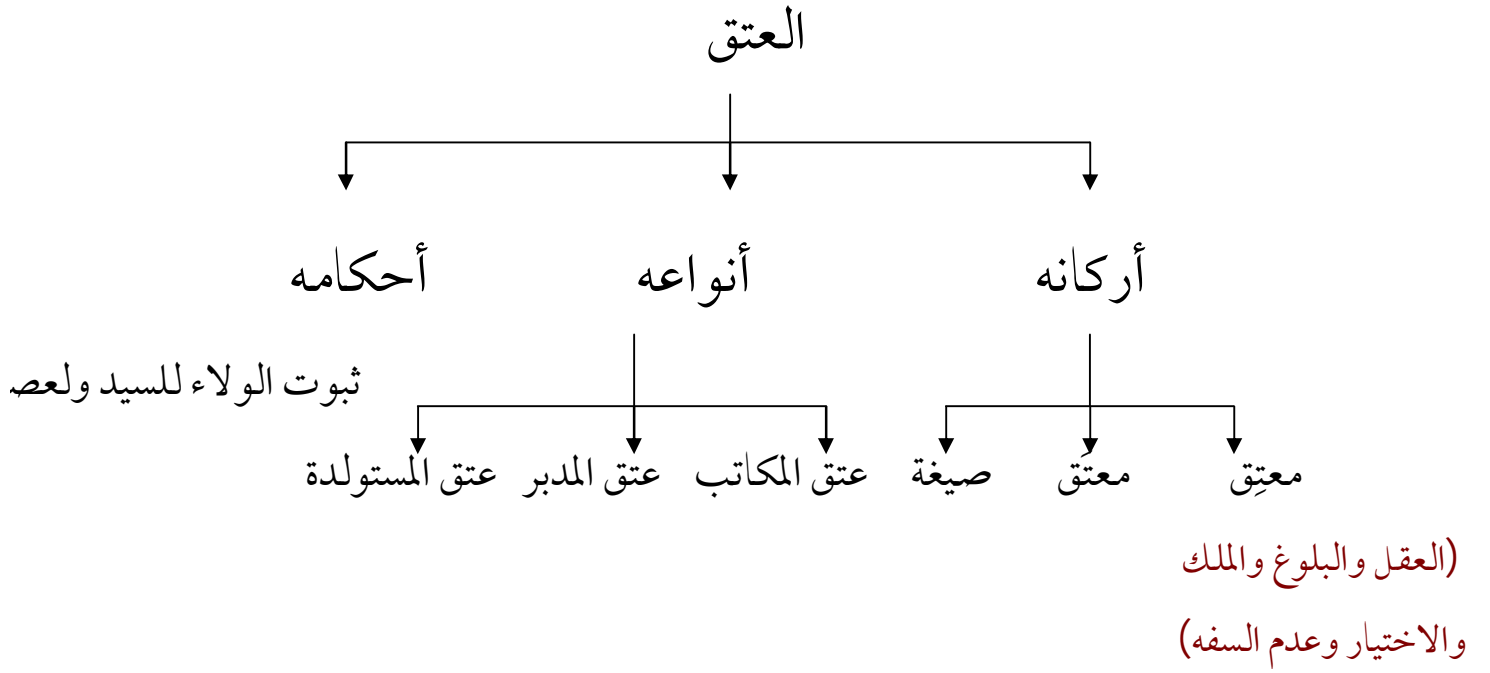 العتق
أركانه أنواعه أحكامه
ثبوت الولاء للسيد
معتِق معتَق صيغة عتق المكاتب عتق المدبر عتق المستولدة
(العقل والبلوغ والملك
والاختيار وعدم السفه)